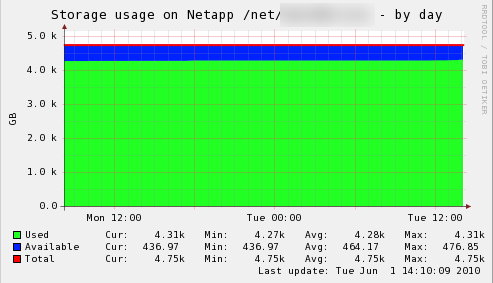 Storage usage on Netapp /net/ - by day
RRDTOOL / TOBI OETIKER
GB
5.0 k
4.0 k
3.0 k
2.0 k
1.0 k
0.0
Mon 12:00 Tue 00:00 Tue 12:00
Used Cur: 4.31k Min: 4.27k Avg: 4.28k Max: 4.31k
Available Cur: 436.97 Min: 436.97 Avg: 464.17 Max: 476.85
Total Cur: 4.75k Min: 4.75k Avg: 4.75k Max: 4.75k
Last update: Tue Jun 1 14:10:09 2010